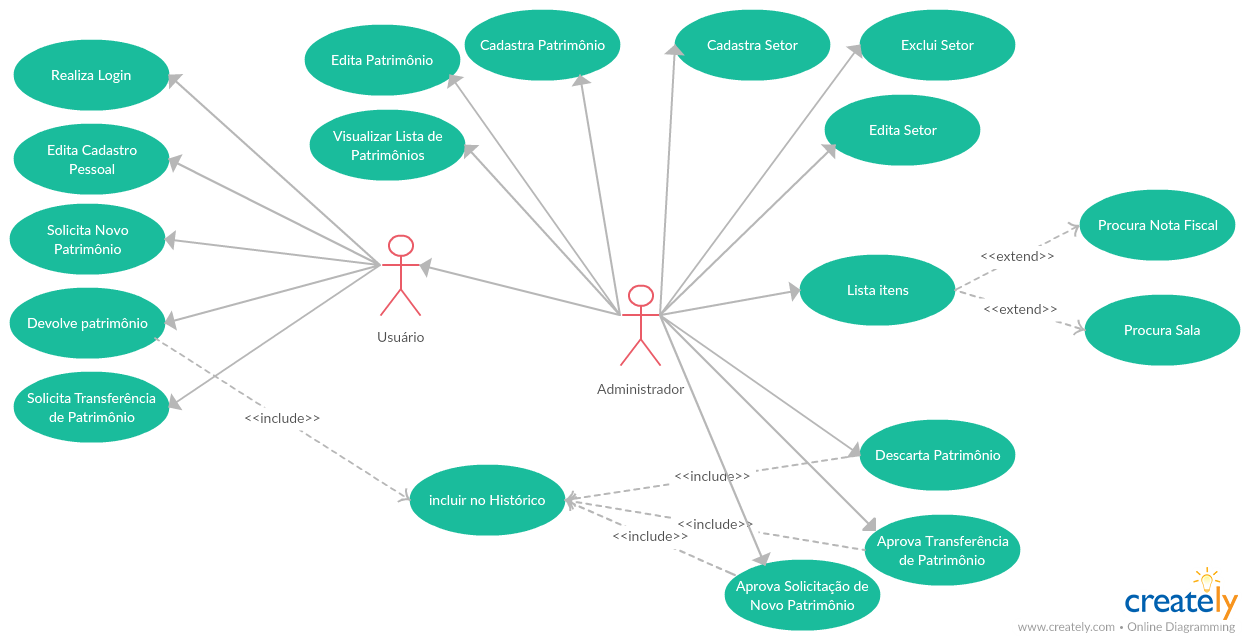 Realiza Login
Edita Cadastro
Pessoal
Solicita Novo
Patrimônio
Devolve patrimônio
Solicita Transferência
de Patrimônio
Edita Patrimônio
Cadastra Patrimônio
Visualizar Lista de
Patrimônios
Cadastra Setor
Exclui Setor
Edita Setor
Usuário
Administrador
Lista itens
<<extend>>
<<extend>>
Procura Nota Fiscal
Procura Sala
<<include>>
incluir no Histórico
<<include>>
<<include>>
<<include>>
Descarta Patrimônio
Aprova Transferência
de Patrimônio
Aprova Solicitação de
Novo Patrimônio
creately
www.creately.com • Online Diagramming